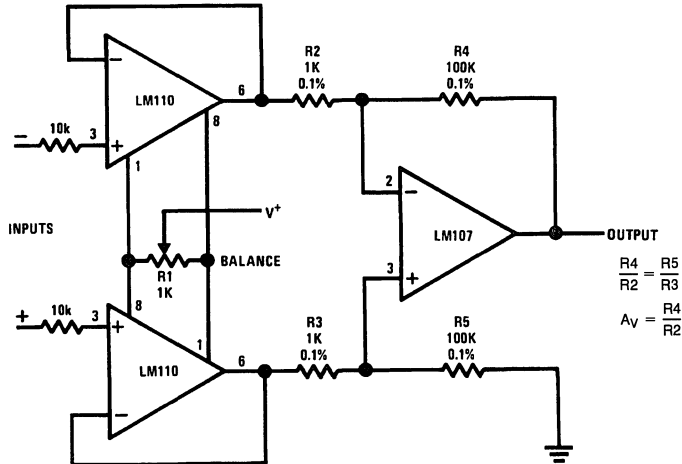 R2
1K
0.1%
R4
100K
0.1%
−
LM110
6
8
− 10k 3 +
1
2 −
LM107
OUTPUT
3 +
INPUTS
V+
R1
1K
BALANCE
R4/R2 = R5/R3
AV = R4/R2
8
+ 10k 3 +
1
LM110
6
−
R3
1K
0.1%
R5
100K
0.1%